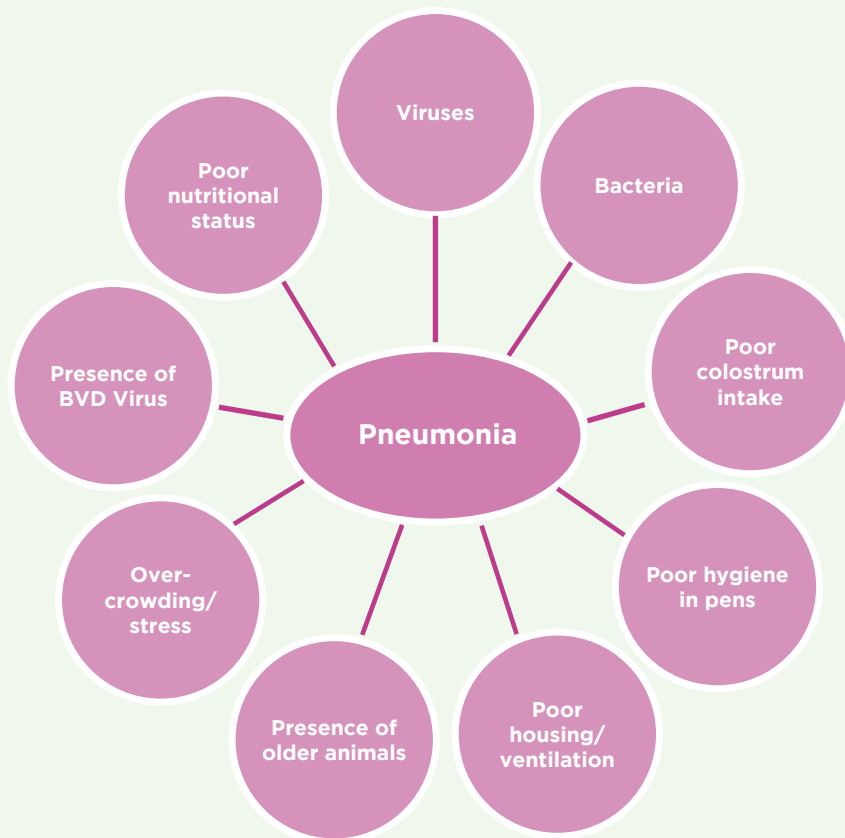 Viruses
Bacteria
Poor
colostrum
intake
Poor hygiene
in pens
Poor
housing/
ventilation
Presence of
older animals
Over-
crowding/
stress
Presence of
BVD Virus
Poor
nutritional
status
Pneumonia